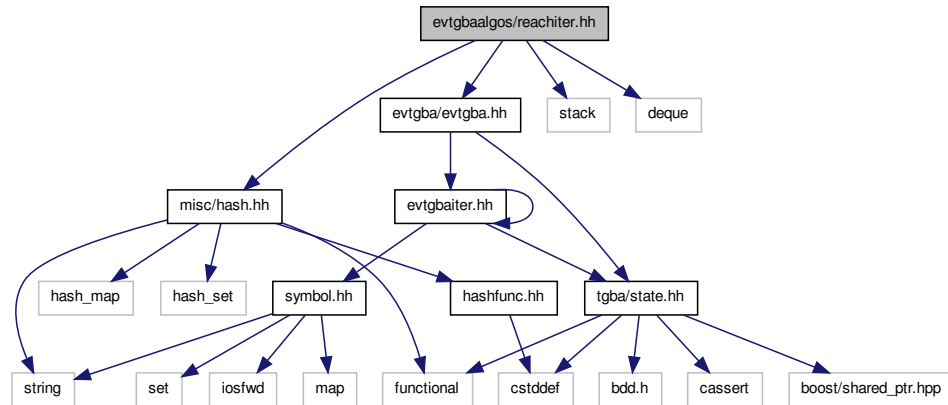 evtgbaalgos/reachiter.hh
evtgba/evtgba.hh
stack
deque
misc/hash.hh
evtgbaiter.hh
hash_map
hash_set
symbol.hh
hashfunc.hh
tgba/state.hh
string
set
iosfwd
map
functional
cstddef
bdd.h
cassert
boost/shared_ptr.hpp